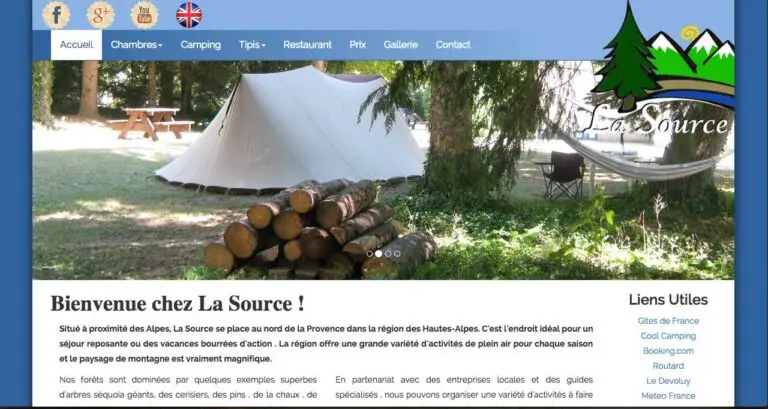 f
g+
You
Tube
Accueil Chambres Camping Tipis Restaurant Prix Gallerie Contact
La Source
Bienvenue chez La Source !
Situé à proximité des Alpes, La Source se place au nord de la Provence dans la région des Hautes-Alpes. C'est l'endroit idéal pour un
séjour reposante ou des vacances bourrées d'action . La région offre une grande variété d'activités de plein air pour chaque saison
et le paysage de montagne est vraiment magnifique.
Nos forêts sont dominées par quelques exemples superbes
d'arbres séquoia géants, des cerisiers, des pins , de la chaux , de
En partenariat avec des entreprises locales et des guides
spécialisés , nous pouvons organiser une variété d'activités à faire
Liens Utiles
Gites de France
Cool Camping
Booking.com
Routard
Le Devoluy
Meteo France